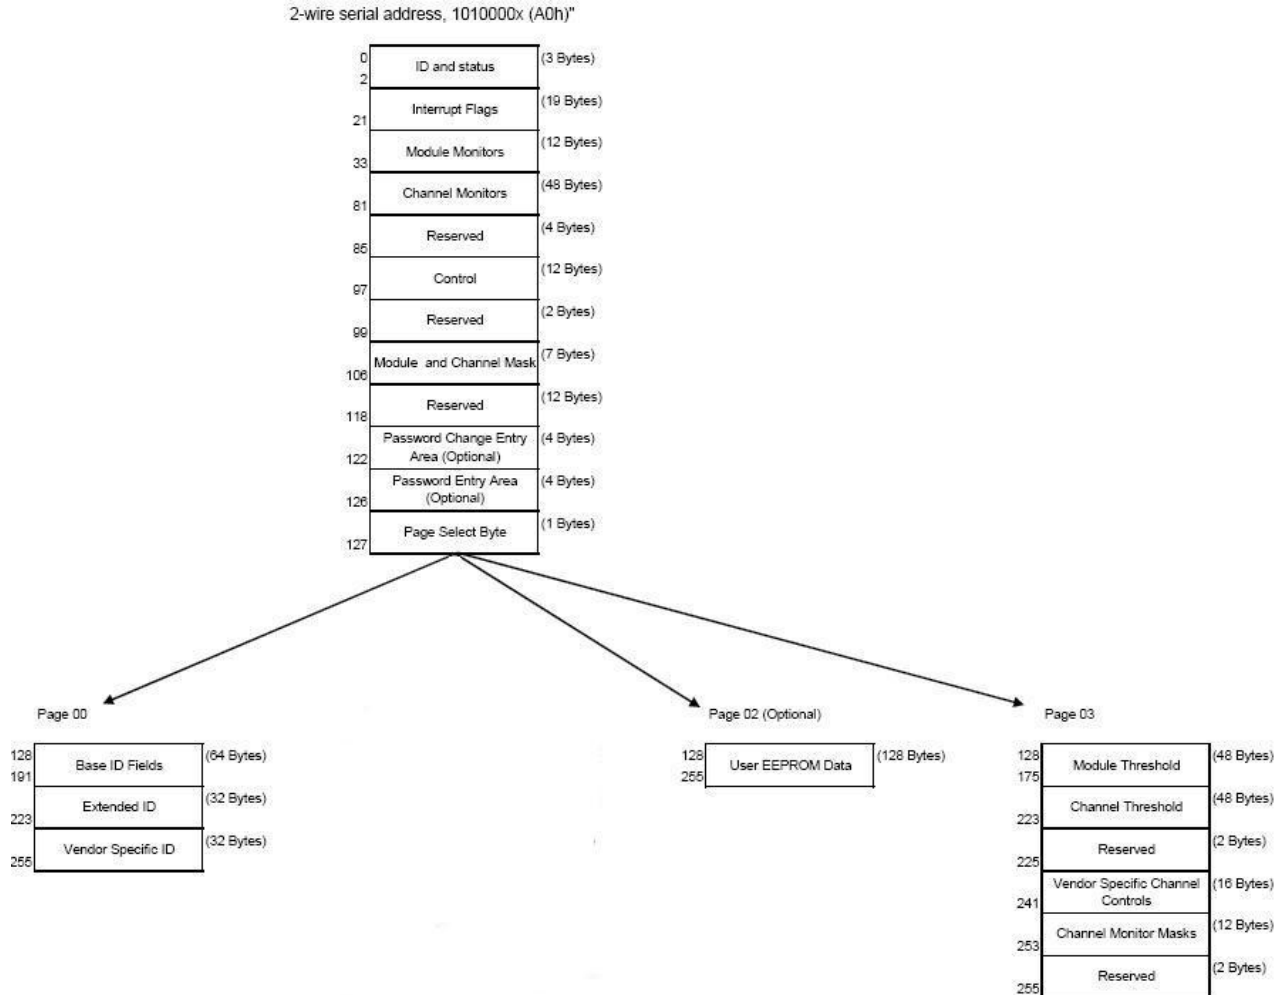 2-wire serial address, 1010000x (A0h)"
0
2
ID and status
(3 Bytes)
21
Interrupt Flags
(19 Bytes)
33
Module Monitors
(12 Bytes)
81
Channel Monitors
(48 Bytes)
85
Reserved
(4 Bytes)
97
Control
(12 Bytes)
99
Reserved
(2 Bytes)
106
Module and Channel Mask
(7 Bytes)
118
Reserved
(12 Bytes)
122
Password Change Entry
Area (Optional)
(4 Bytes)
126
Password Entry Area
(Optional)
(4 Bytes)
127
Page Select Byte
(1 Bytes)
Page 00
128
191
Base ID Fields
(64 Bytes)
223
Extended ID
(32 Bytes)
255
Vendor Specific ID
(32 Bytes)
Page 02 (Optional)
128
255
User EEPROM Data
(128 Bytes)
Page 03
128
175
Module Threshold
(48 Bytes)
223
Channel Threshold
(48 Bytes)
225
Reserved
(2 Bytes)
241
Vendor Specific Channel
Controls
(16 Bytes)
253
Channel Monitor Masks
(12 Bytes)
255
Reserved
(2 Bytes)